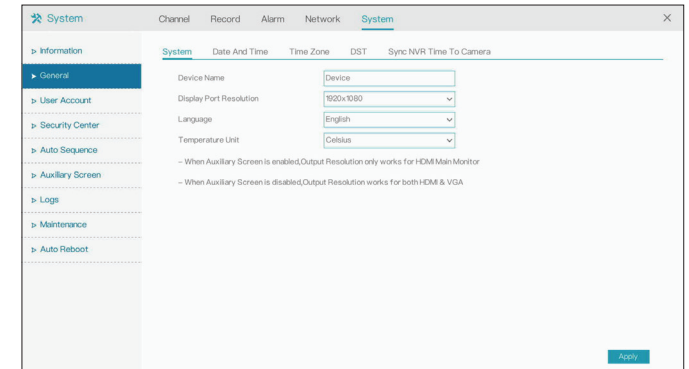 System Channel Record Alarm Network System
Information
System Date And Time Time Zone DST Sync NVR Time To Camera
General
Device Name Device
User Account
Display Port Resolution 1920x1080
Security Center
Language English
Auto Sequence
Temperature Unit Celsius
– When Auxiliary Screen is enabled,Output Resolution only works for HDMI Main Monitor
Auxiliary Screen
– When Auxiliary Screen is disabled,Output Resolution works for both HDMI & VGA
Logs
Maintenance
Auto Reboot
Apply